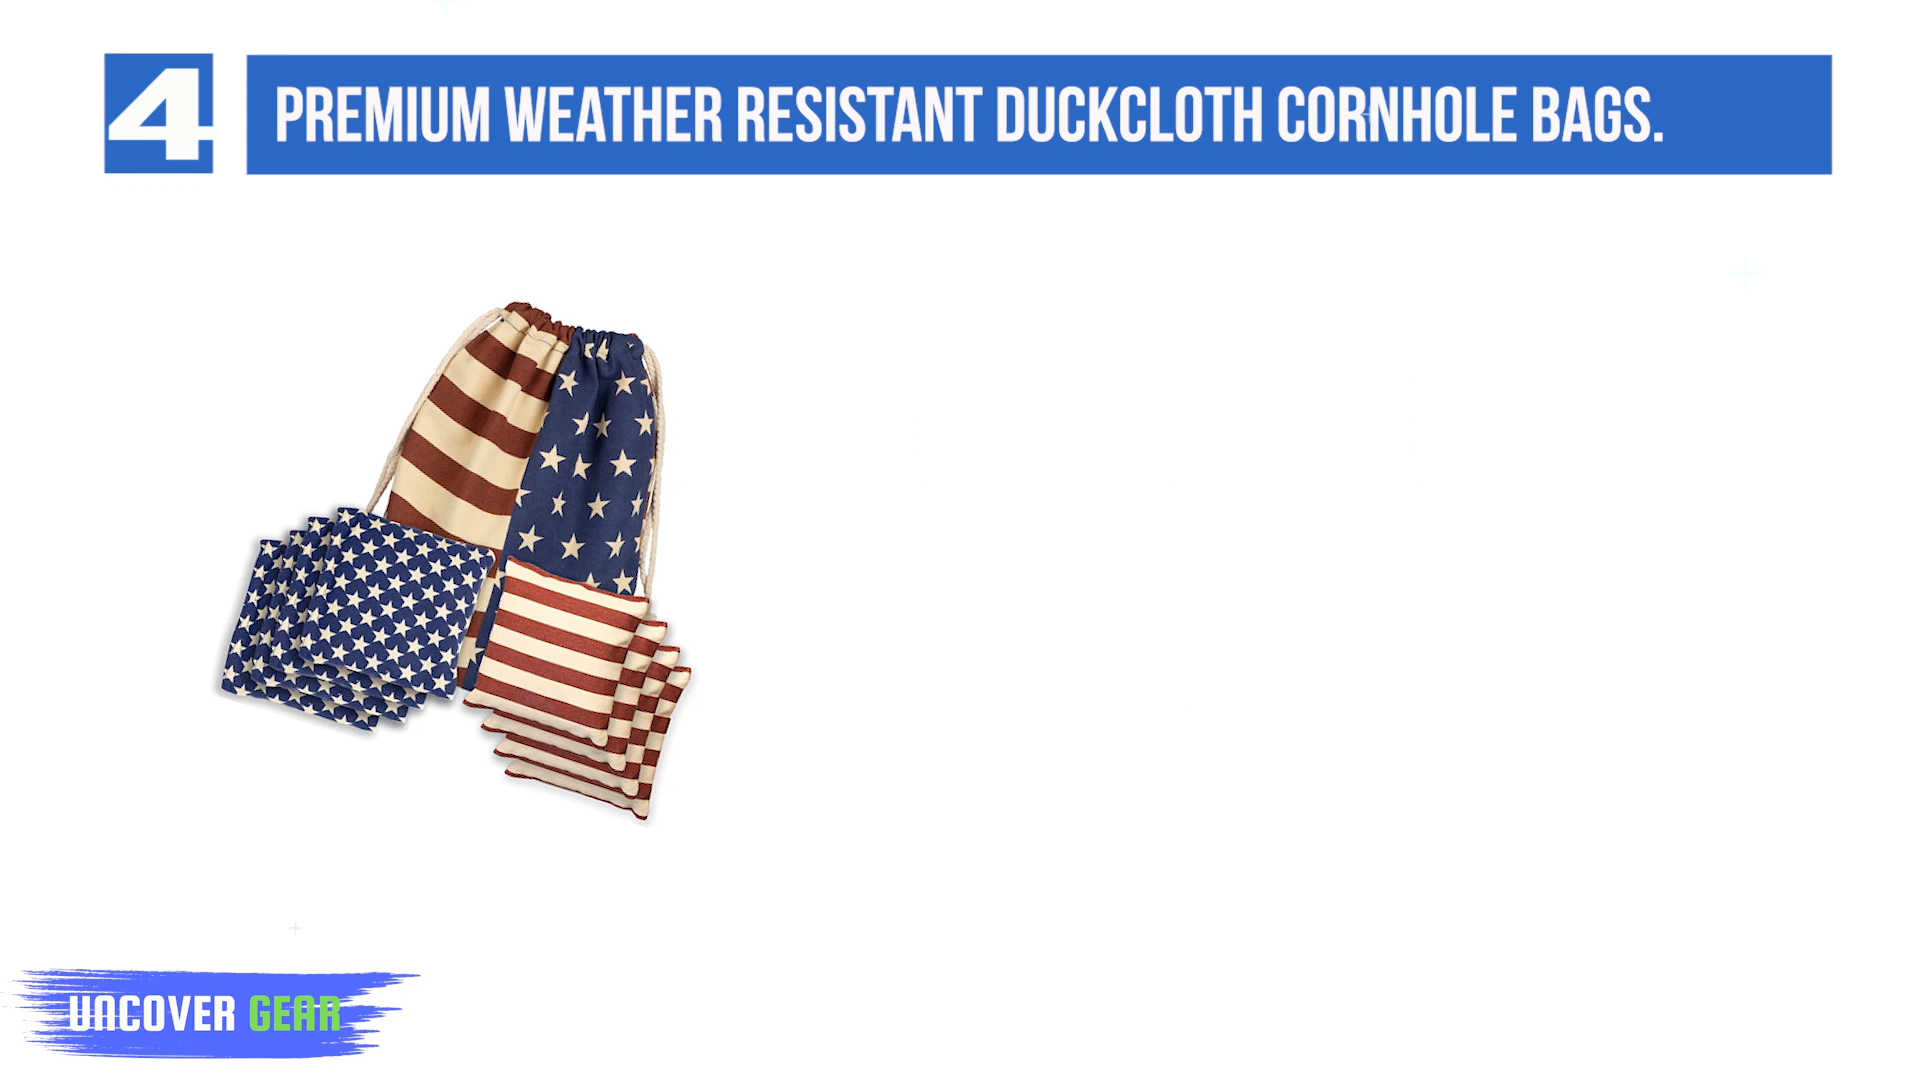 4
PREMIUM WEATHER RESISTANT DUCKCLOTH CORNHOLE BAGS.
UNCOVER GEAR